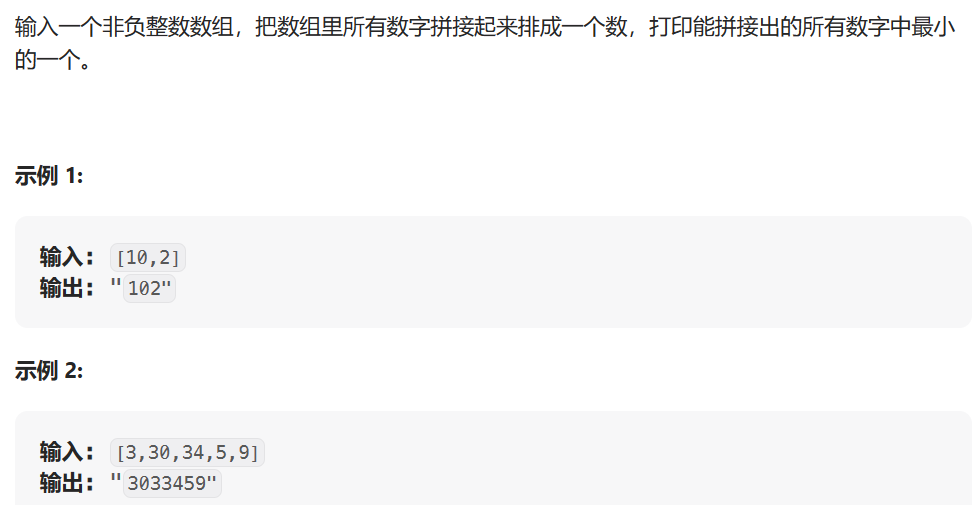 输入一个非负整数数组，把数组里所有数字拼接起来排成一个数，打印能拼接出的所有数字中最小
的一个。
示例 1:
输入： [10,2]
输出： "102"
示例 2:
输入： [3,30,34,5,9]
输出： "3033459"